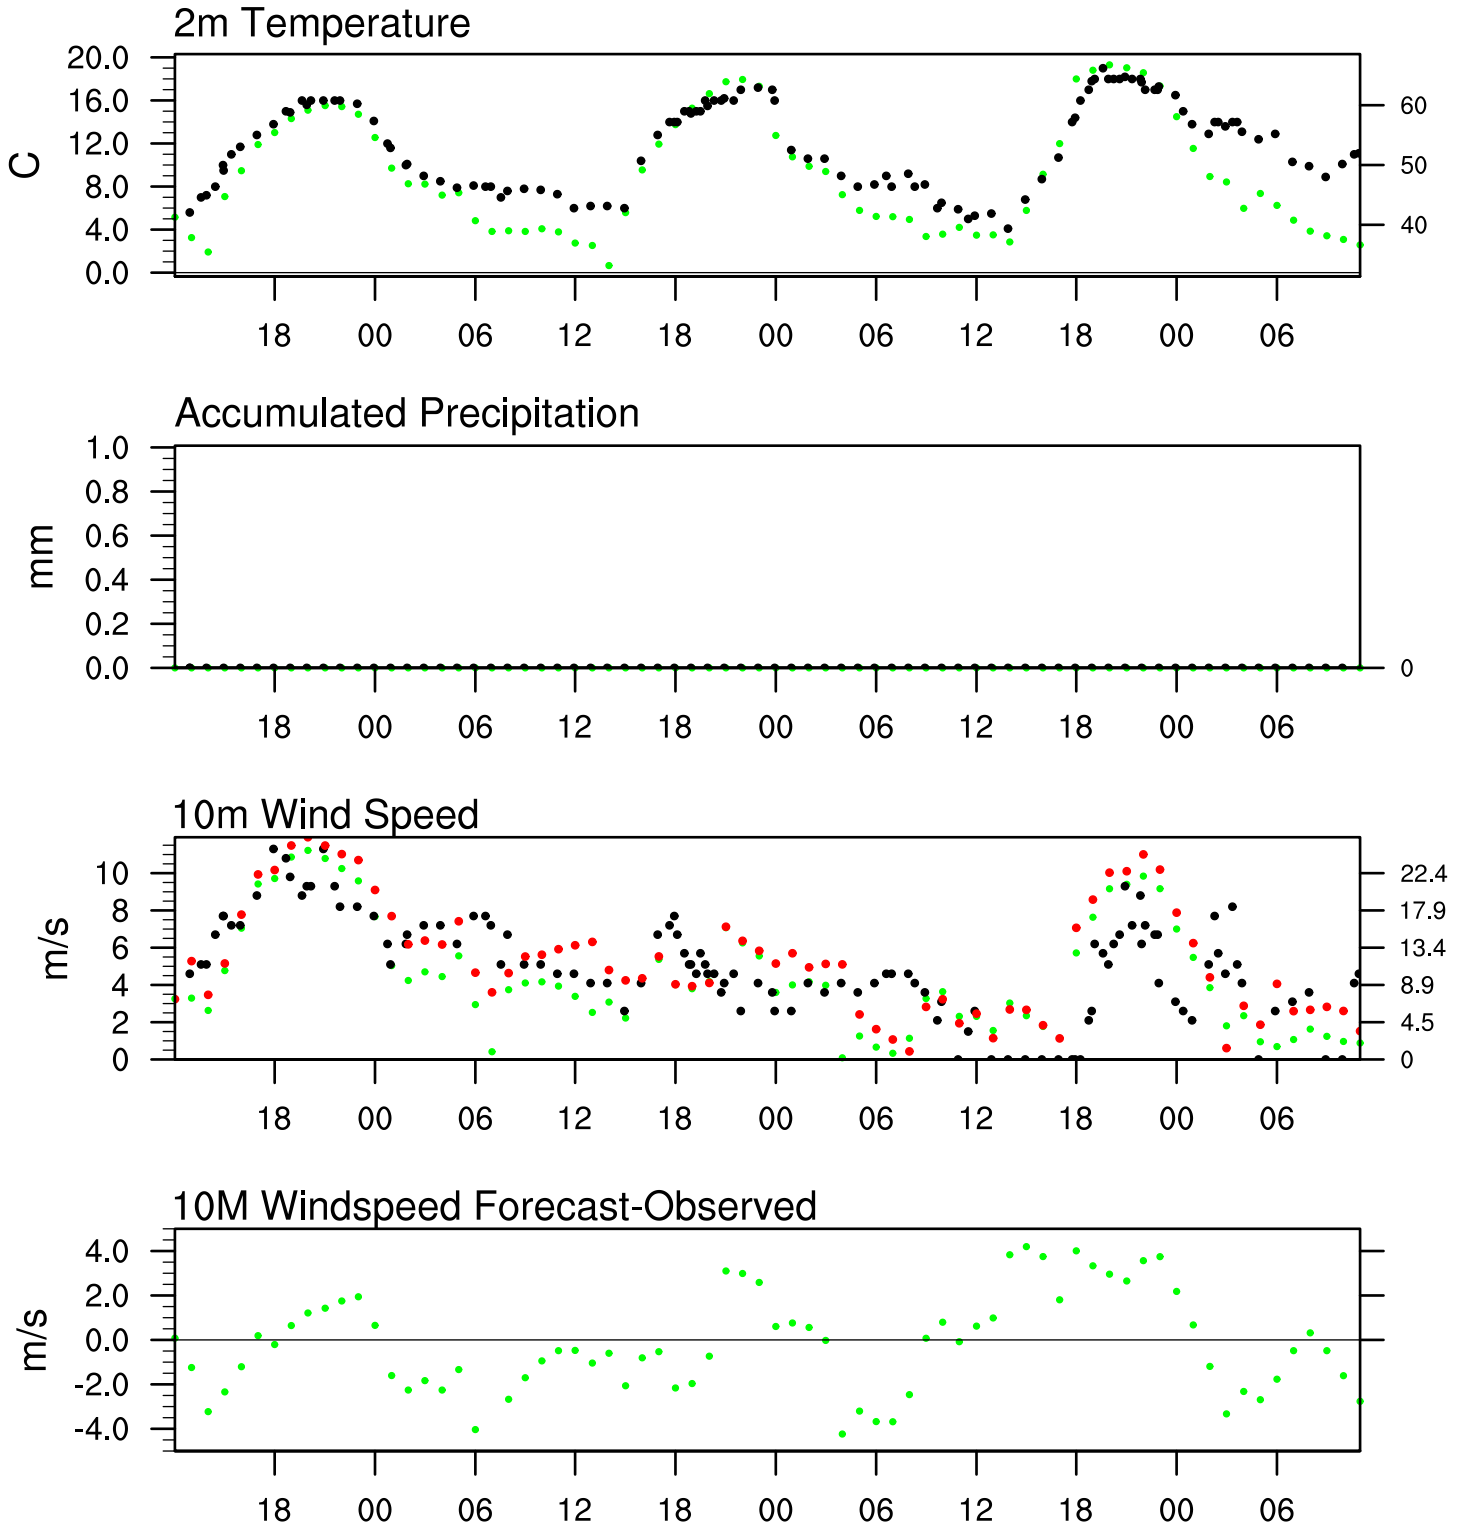 2m Temperature
20.0
16.0
12.0
8.0
4.0
0.0
C
60
50
40
18 00 06 12 18 00 06 12 18 00 06
Accumulated Precipitation
1.0
0.8
0.6
0.4
0.2
0.0
mm
0
18 00 06 12 18 00 06 12 18 00 06
10m Wind Speed
10
8
6
4
2
0
m/s
22.4
17.9
13.4
8.9
4.5
0
18 00 06 12 18 00 06 12 18 00 06
10M Windspeed Forecast-Observed
4.0
2.0
0.0
-2.0
-4.0
m/s
18 00 06 12 18 00 06 12 18 00 06